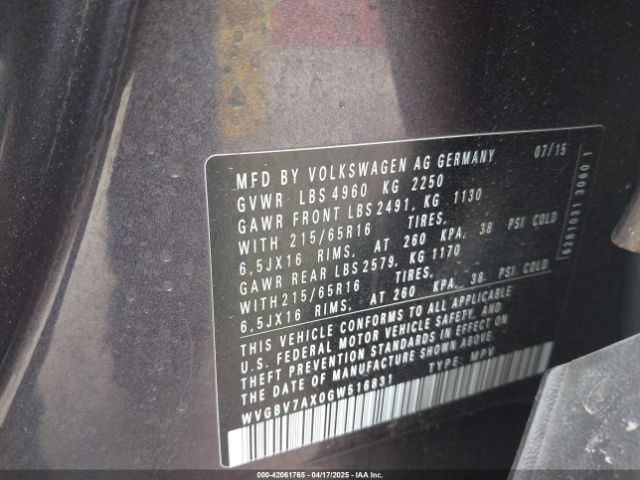 MFD BY VOLKSWAGEN AG GERMANY 07/15
GVWR LBS 4960 KG 2250
GAWR FRONT LBS 2491, KG 1130
WITH 215/65R16 TIRES,
6,5JX16 RIMS, AT 260 KPA, 38 PSI COLD
GAWR REAR LBS 2579, KG 1170
WITH 215/65R16 TIRES,
6,5JX16 RIMS, AT 260 KPA, 38 PSI COLD
THIS VEHICLE CONFORMS TO ALL APPLICABLE
U.S. FEDERAL MOTOR VEHICLE SAFETY, AND
THEFT PREVENTION STANDARDS IN EFFECT ON
THE DATE OF MANUFACTURE SHOWN ABOVE.
WVGBV7AX0GW516831 TYPE: MPV
000-42061765 04/17/2025 IAA Inc.